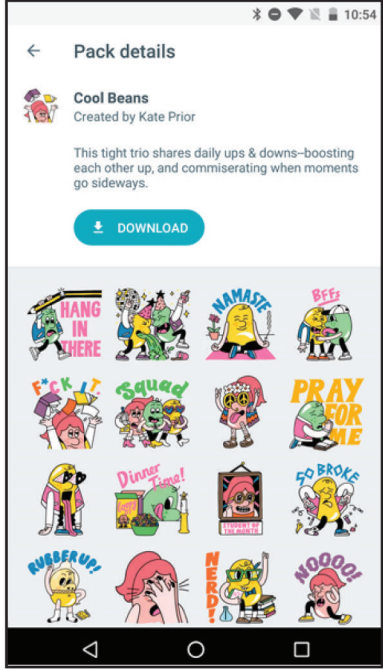 10:54
Pack details
Cool Beans
Created by Kate Prior
This tight trio shares daily ups & downs–boosting
each other up, and commiserating when moments
go sideways.
DOWNLOAD
HANG
IN
THERE
NAMASTE
BFFs
F*CK IT.
Squad
PRAY
FOR
ME
Dinner
Time!
STUDENT OF
THE MONTH
SO BROKE
RUBBERUP!
NERD!
NOOOO!